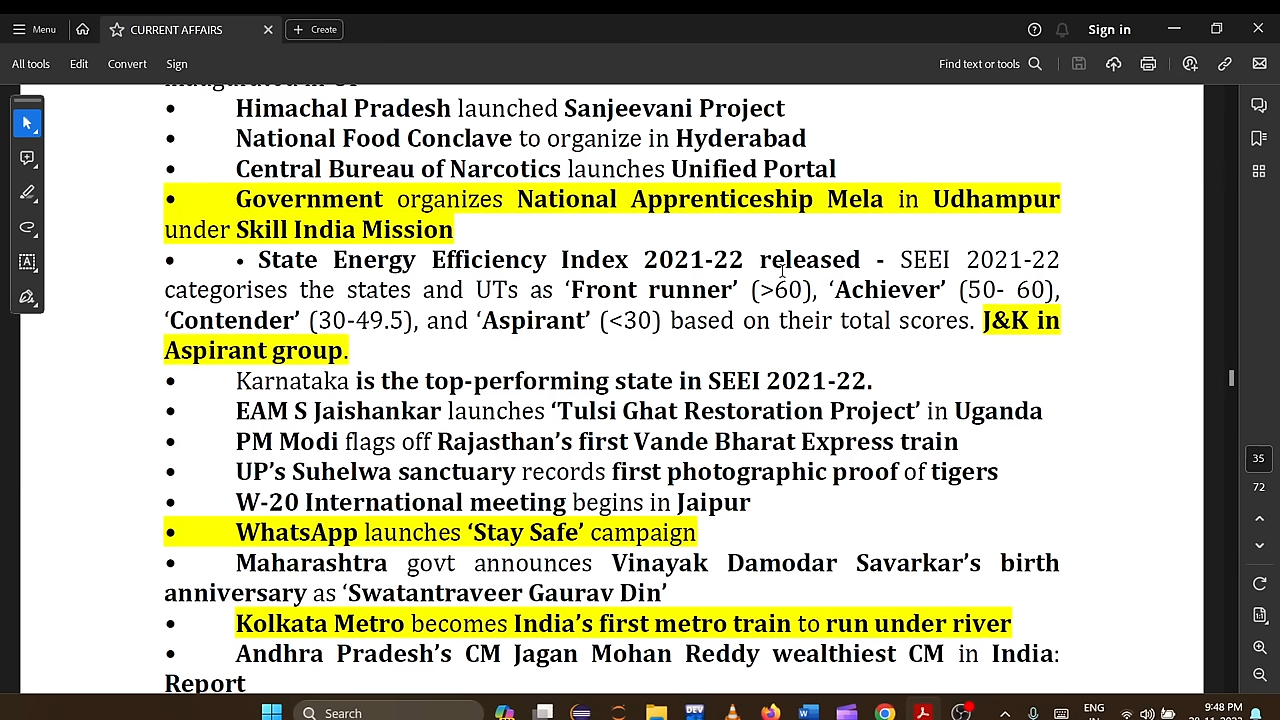 Menu
CURRENT AFFAIRS
Create
Sign in
All tools
Edit
Convert
Sign
Find text or tools
• Himachal Pradesh launched Sanjeevani Project
• National Food Conclave to organize in Hyderabad
• Central Bureau of Narcotics launches Unified Portal
• Government organizes National Apprenticeship Mela in Udhampur
under Skill India Mission
• • State Energy Efficiency Index 2021-22 released - SEEI 2021-22
categorises the states and UTs as ‘Front runner’ (>60), ‘Achiever’ (50- 60),
‘Contender’ (30-49.5), and ‘Aspirant’ (<30) based on their total scores. J&K in
Aspirant group.
• Karnataka is the top-performing state in SEEI 2021-22.
• EAM S Jaishankar launches ‘Tulsi Ghat Restoration Project’ in Uganda
• PM Modi flags off Rajasthan’s first Vande Bharat Express train
• UP’s Suhelwa sanctuary records first photographic proof of tigers
• W-20 International meeting begins in Jaipur
• WhatsApp launches ‘Stay Safe’ campaign
• Maharashtra govt announces Vinayak Damodar Savarkar’s birth
anniversary as ‘Swatantraveer Gaurav Din’
• Kolkata Metro becomes India’s first metro train to run under river
• Andhra Pradesh’s CM Jagan Mohan Reddy wealthiest CM in India:
Report
35
72
Search
DEV
ENG
9:48 PM